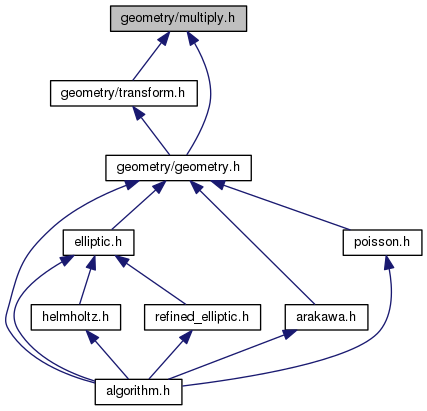 geometry/multiply.h
geometry/transform.h
geometry/geometry.h
elliptic.h
poisson.h
helmholtz.h
refined_elliptic.h
arakawa.h
algorithm.h